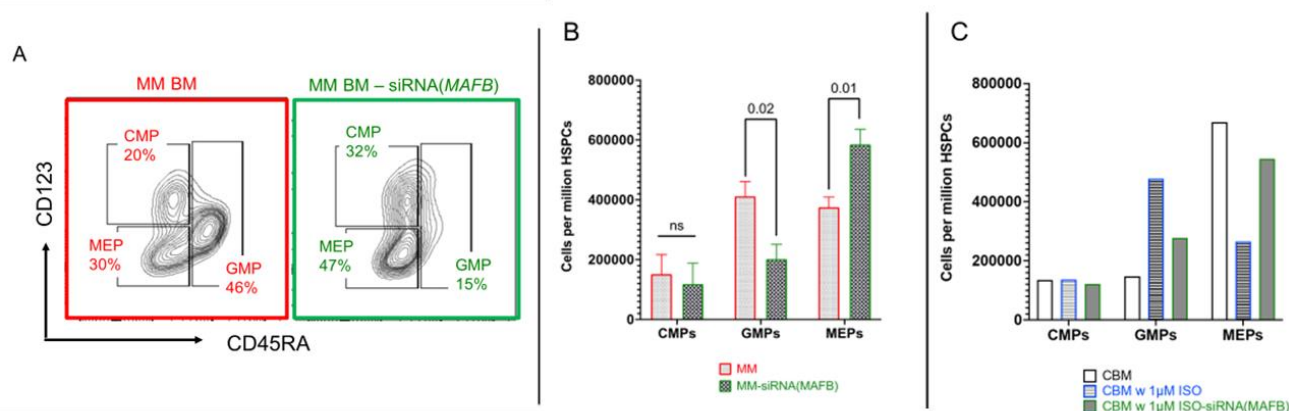 A
MM BM
MM BM – siRNA(MAFB)
CMP
20%
CMP
32%
MEP
30%
GMP
46%
MEP
47%
GMP
15%
CD123
CD45RA
B
Cells per million HSPCs
800000
600000
400000
200000
0
ns
0.02
0.01
CMPs
GMPs
MEPs
MM
MM-siRNA(MAFB)
C
Cells per million HSPCs
800000
600000
400000
200000
0
CMPs
GMPs
MEPs
CBM
CBM w 1µM ISO
CBM w 1µM ISO-siRNA(MAFB)